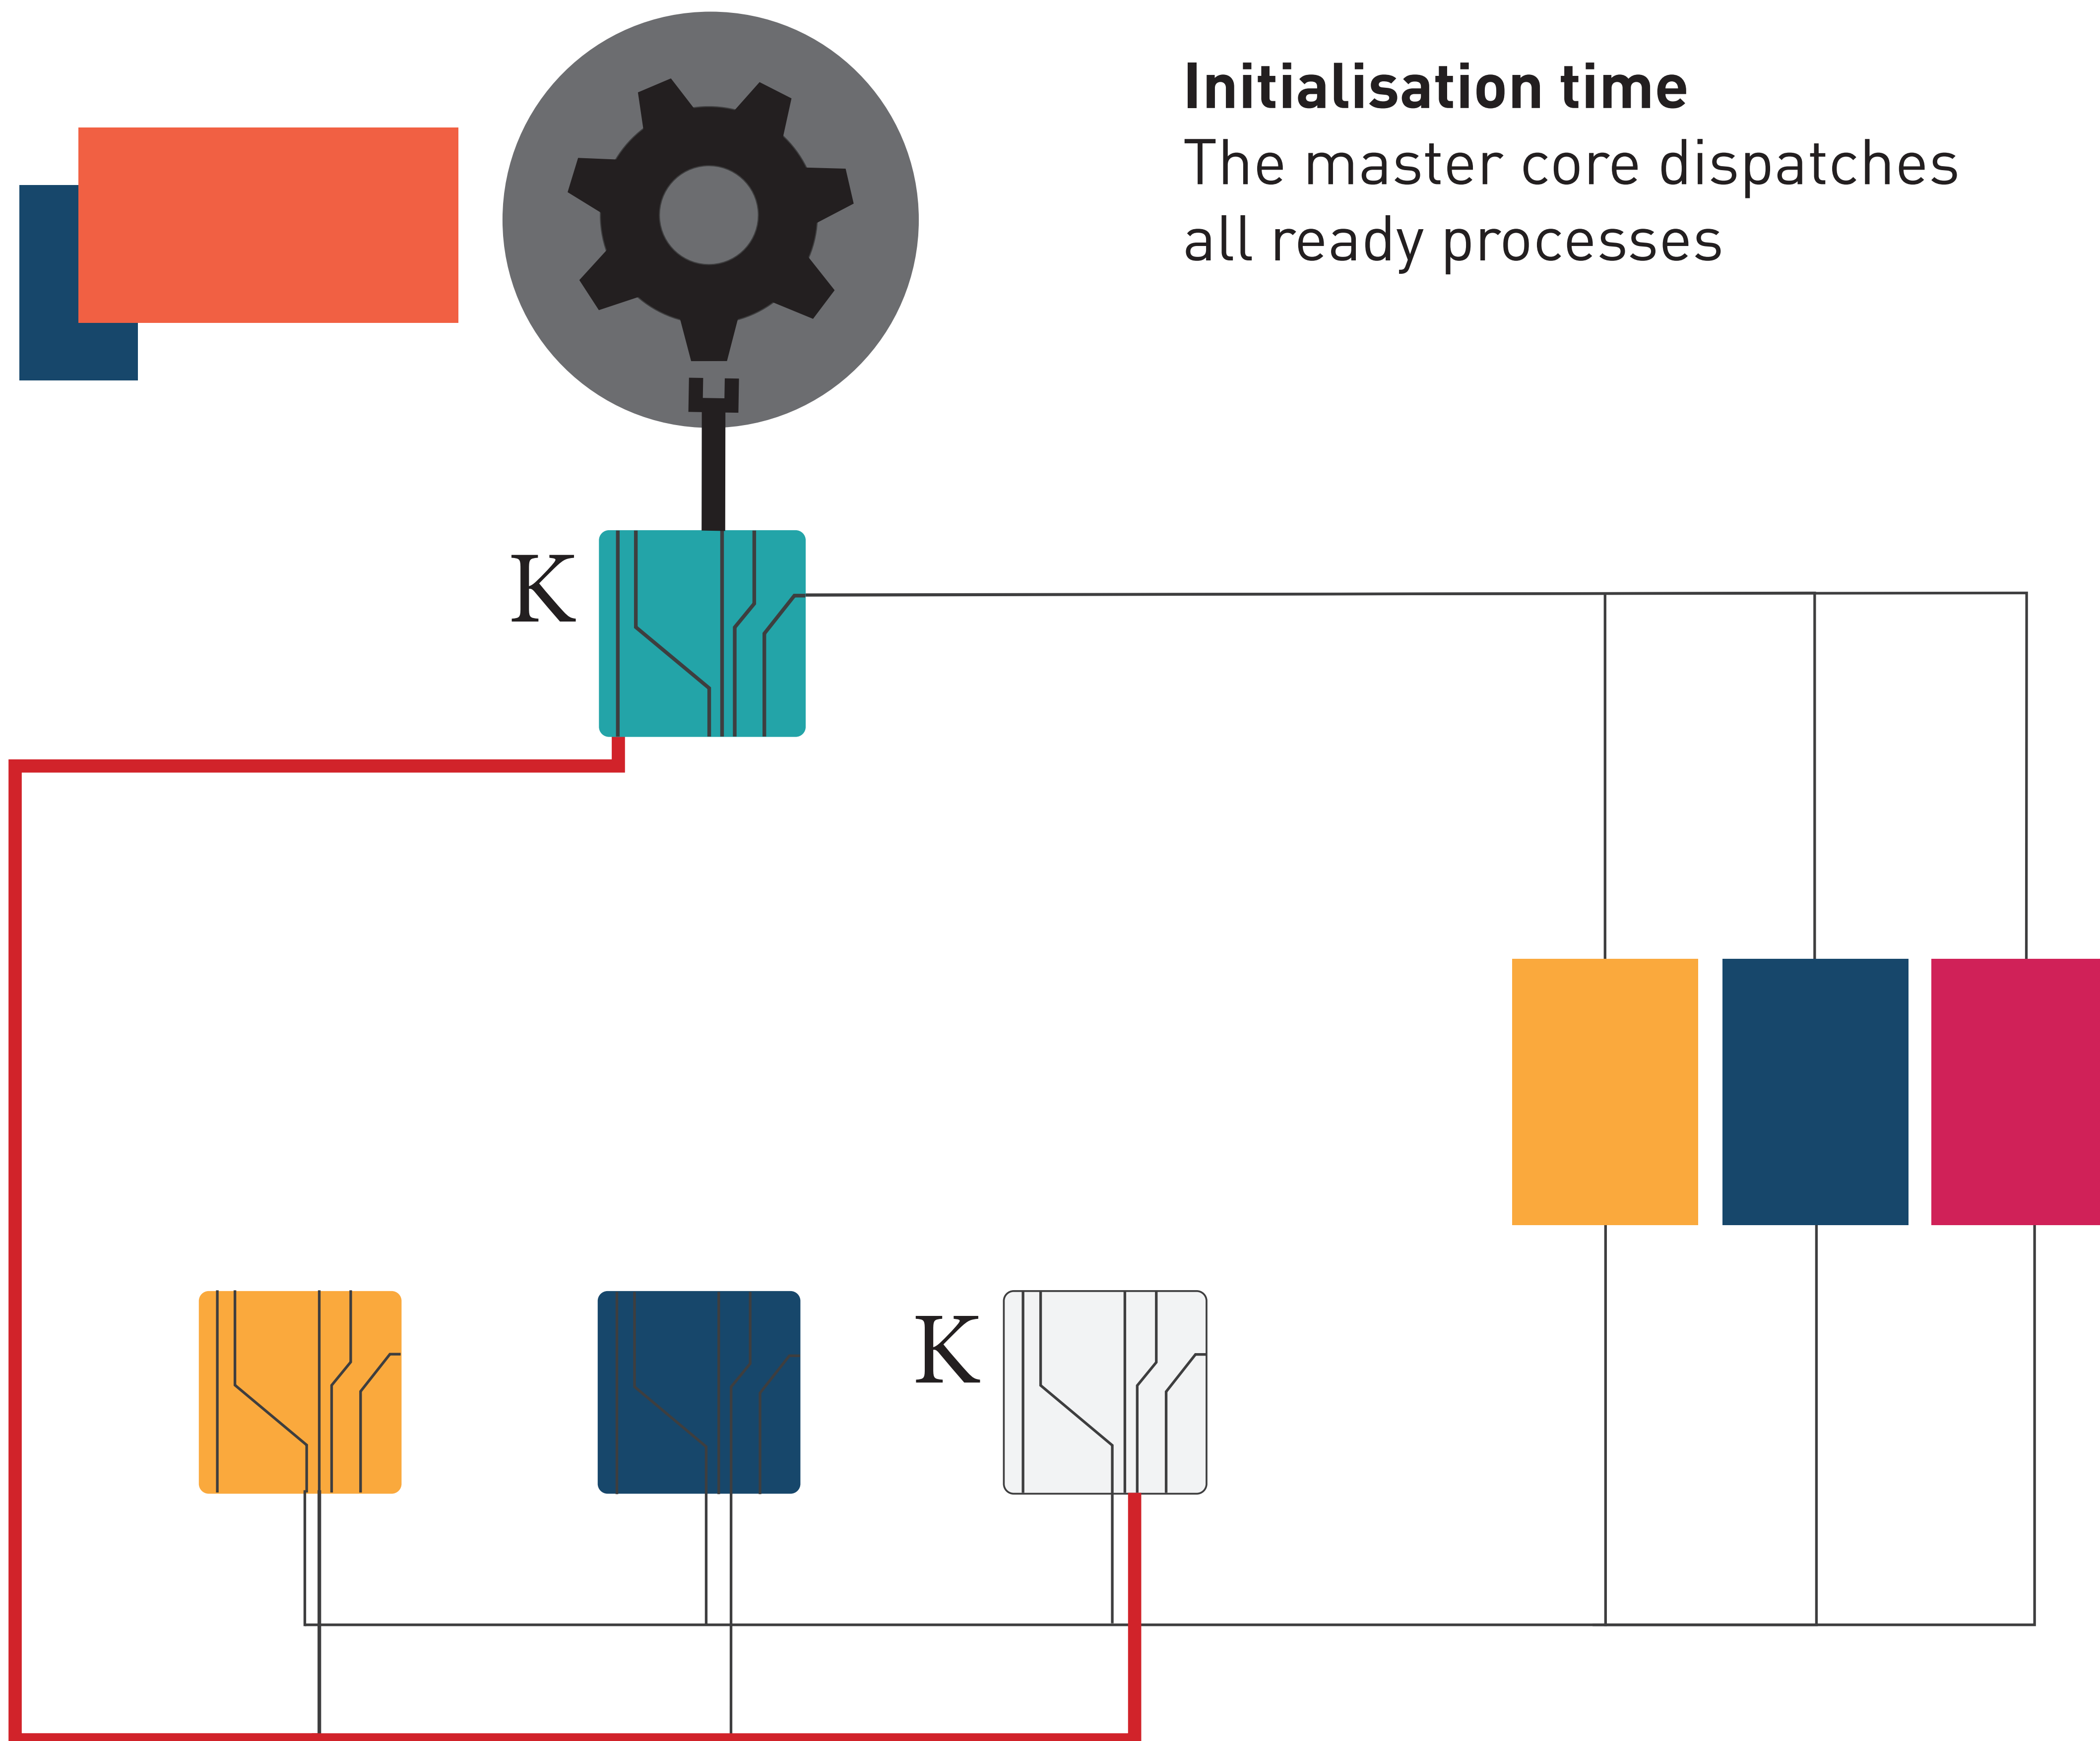 Initialisation time
The master core dispatches
all ready processes
K
K